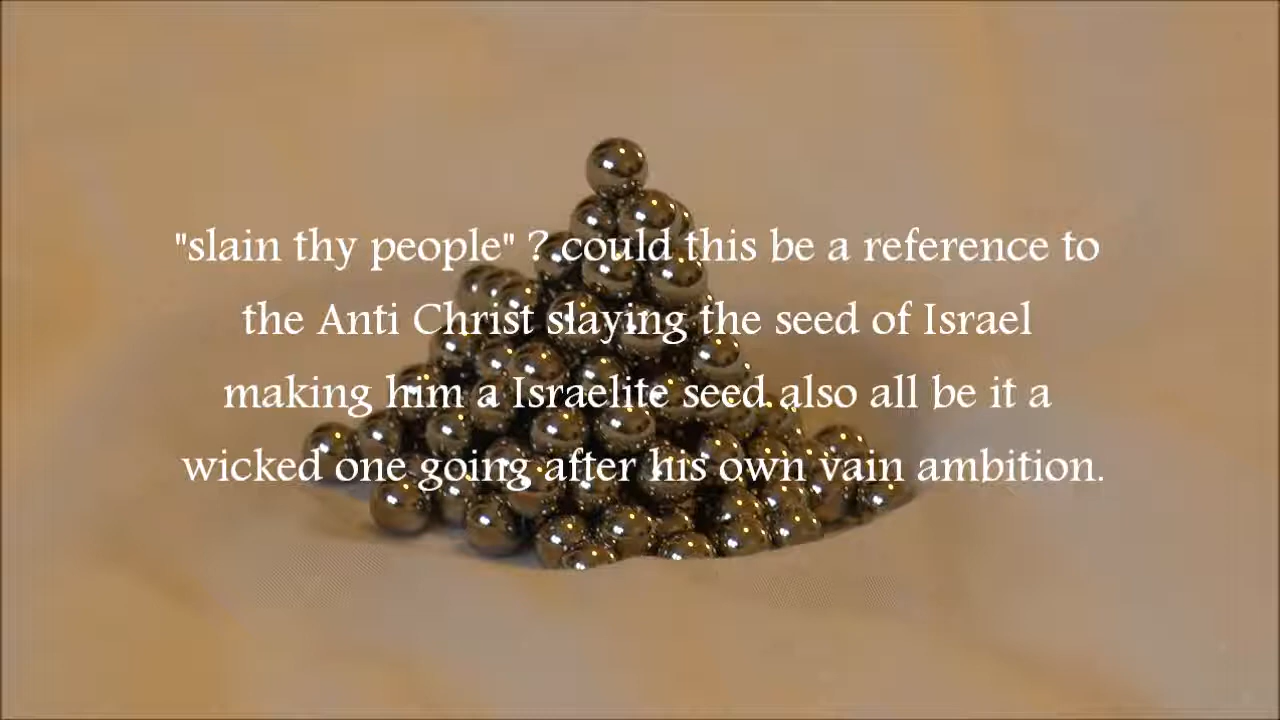 "slain thy people" ? could this be a reference to
the Anti Christ slaying the seed of Israel
making him a Israelite seed also all be it a
wicked one going after his own vain ambition.